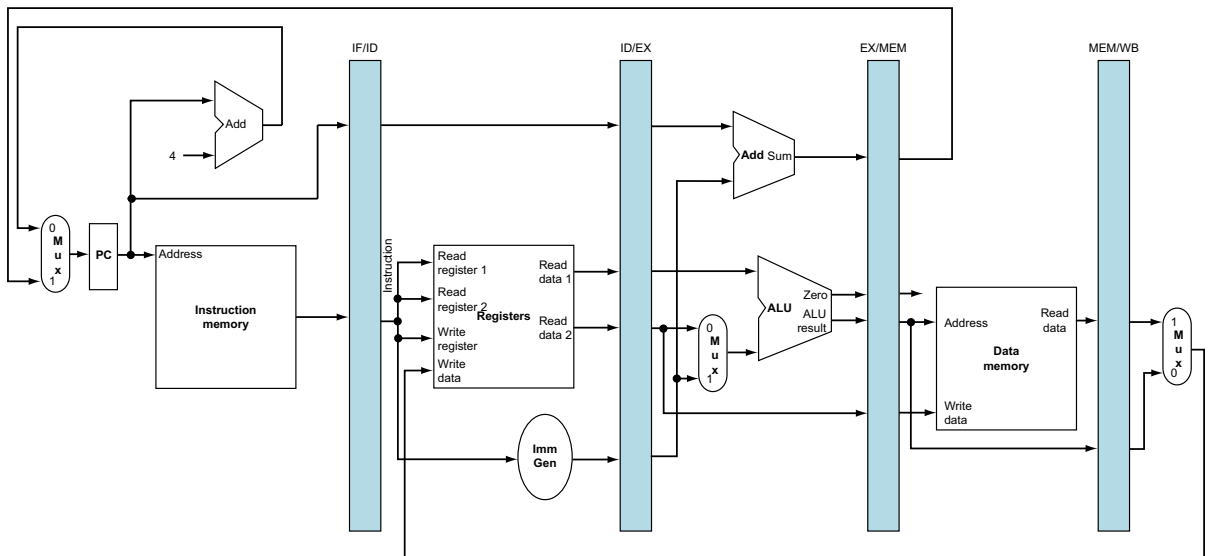 IF/ID
ID/EX
EX/MEM
MEM/WB
Add
4
Add Sum
0
M
u
x
1
PC
Address
Instruction
memory
Instruction
Read
register 1
Read
register 2
Write
register
Write
data
Registers
Read
data 1
Read
data 2
Imm
Gen
0
M
u
x
1
ALU
Zero
ALU
result
Address
Read
data
Data
memory
Write
data
1
M
u
x
0